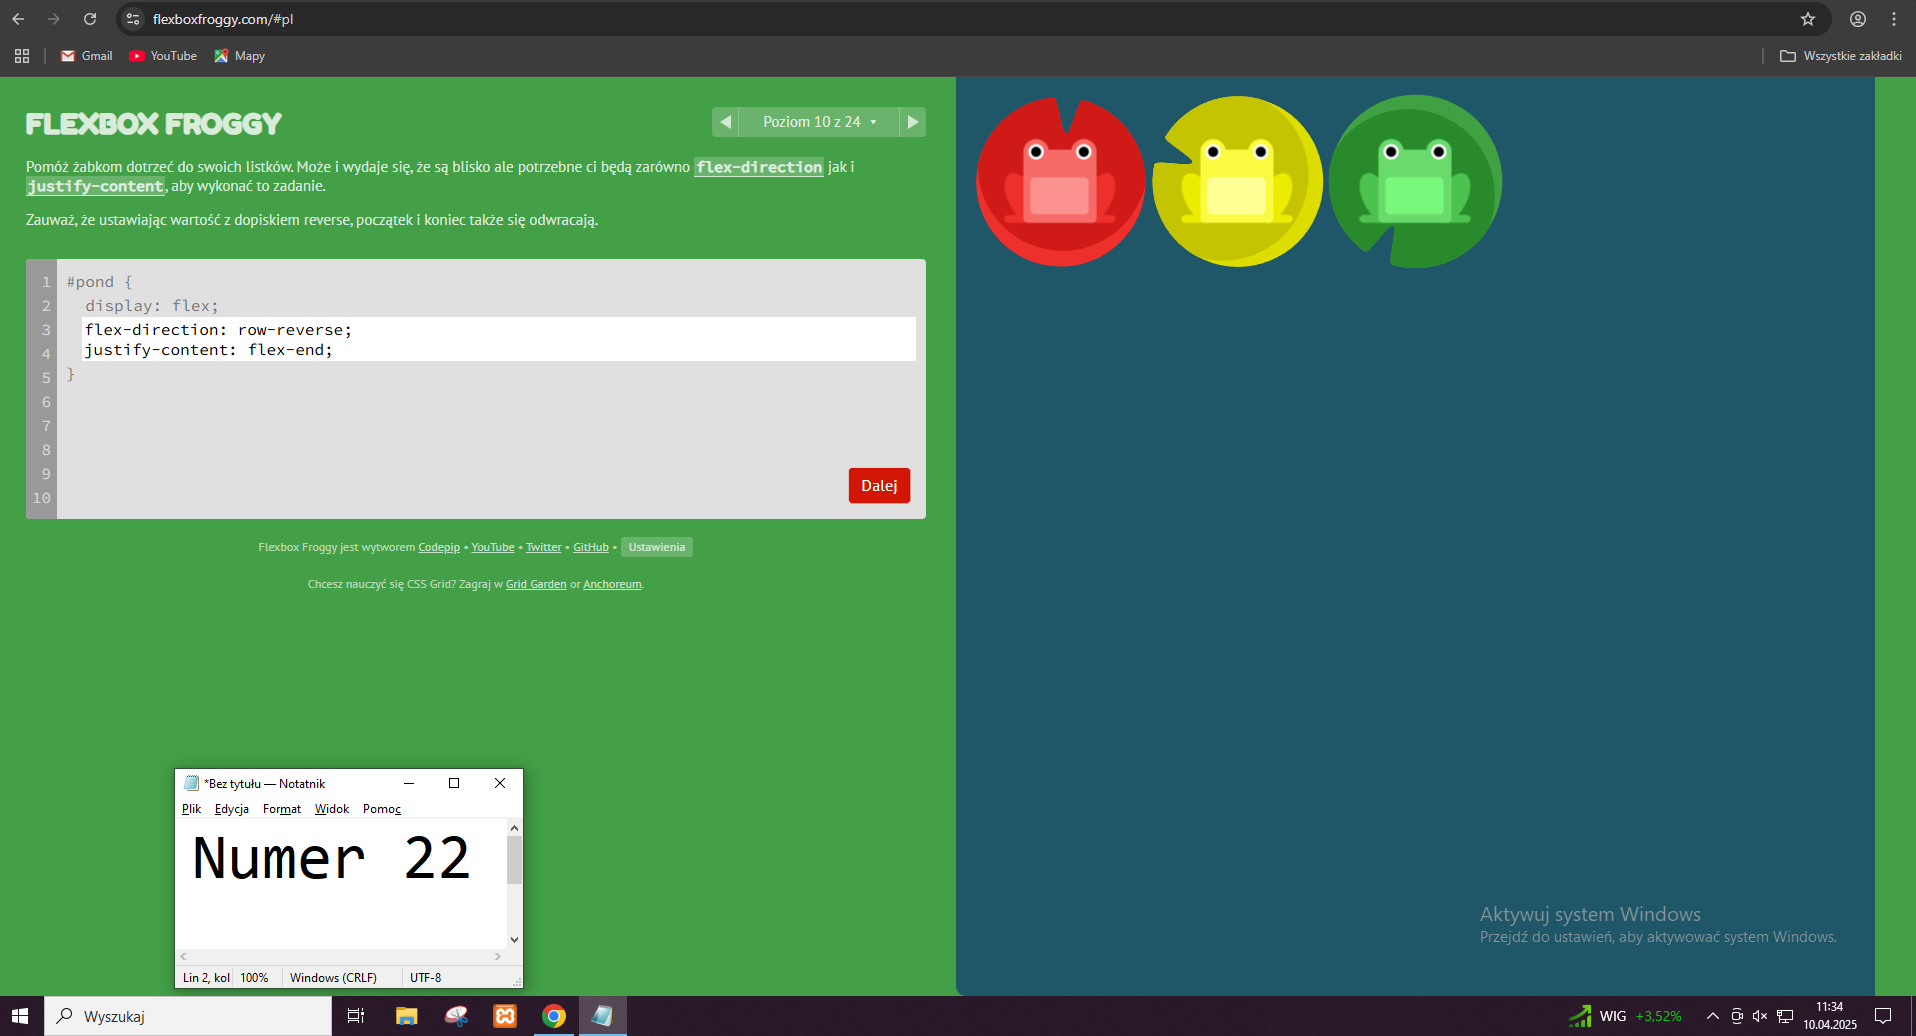 flexboxfroggy.com/#pl
Gmail
YouTube
Mapy
Wszystkie zakładki
FLEXBOX FROGGY
Poziom 10 z 24
Pomóż żabkom dotrzeć do swoich listków. Może i wydaje się, że są blisko ale potrzebne ci będą zarówno flex-direction jak i
justify-content, aby wykonać to zadanie.
Zauważ, że ustawiając wartość z dopiskiem reverse, początek i koniec także się odwracają.
1 #pond {
2 display: flex;
3 flex-direction: row-reverse;
4 justify-content: flex-end;
5 }
6
7
8
9
10
Dalej
Flexbox Froggy jest wytworem Codepip • YouTube • Twitter • GitHub • Ustawienia
Chcesz nauczyć się CSS Grid? Zagraj w Grid Garden or Anchoreum.
*Bez tytułu — Notatnik
Plik Edycja Format Widok Pomoc
Numer 22
Lin 2, kol 100% Windows (CRLF) UTF-8
Aktywuj system Windows
Przejdź do ustawień, aby aktywować system Windows.
Wyszukaj
WIG +3,52%
11:34
10.04.2025